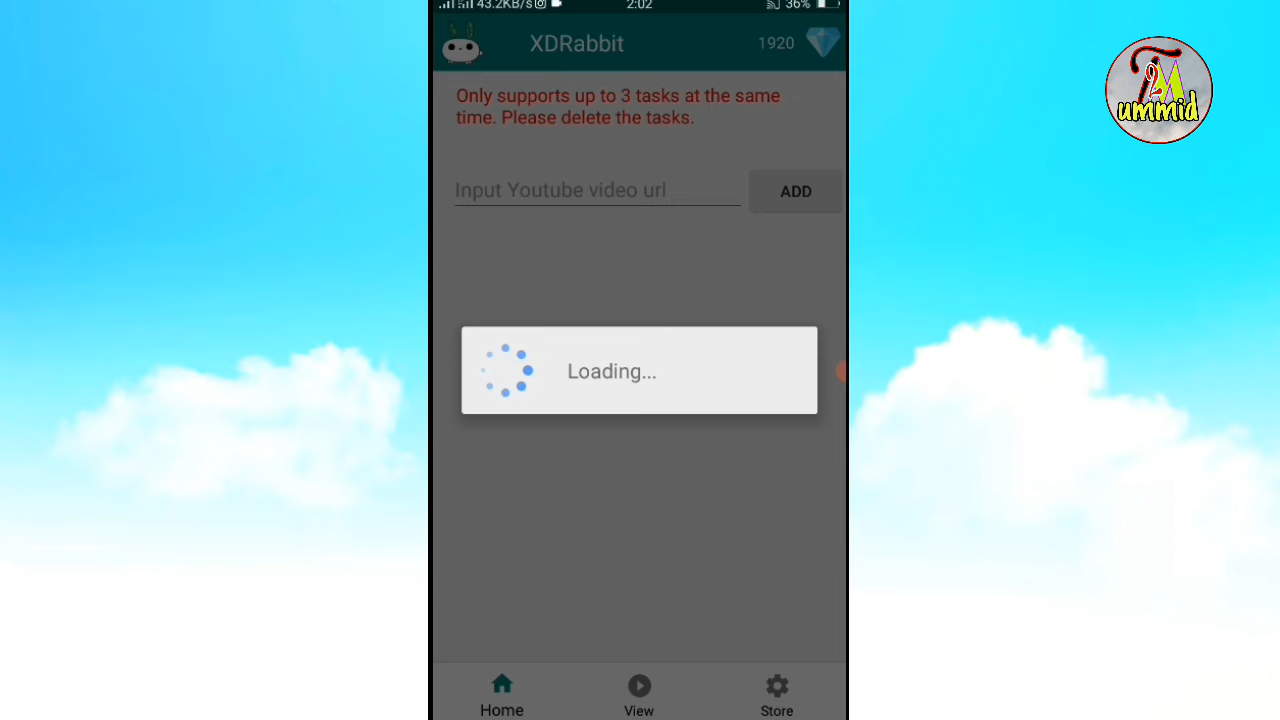 43.2KB/s 2:02 36%
XDRabbit 1920
Only supports up to 3 tasks at the same
time. Please delete the tasks.
Input Youtube video url ADD
Loading...
Home View Store
T2M
ummid